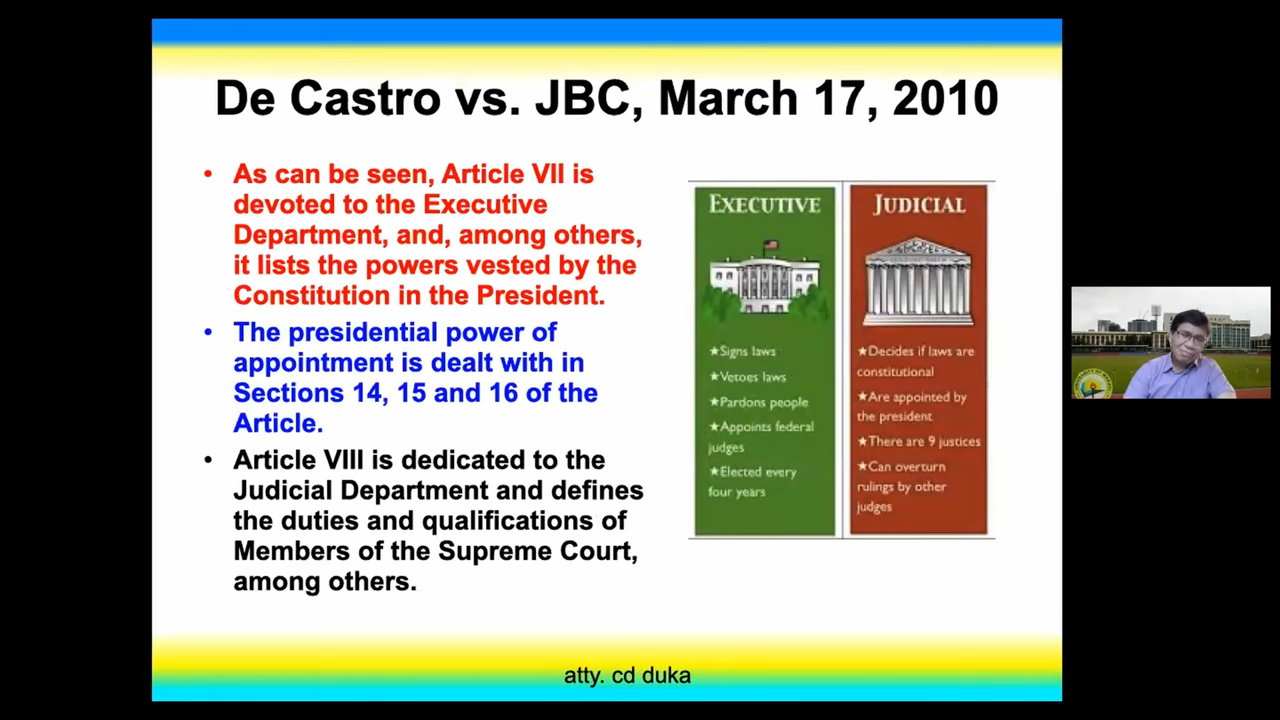 De Castro vs. JBC, March 17, 2010
• As can be seen, Article VII is
devoted to the Executive
Department, and, among others,
it lists the powers vested by the
Constitution in the President.
• The presidential power of
appointment is dealt with in
Sections 14, 15 and 16 of the
Article.
• Article VIII is dedicated to the
Judicial Department and defines
the duties and qualifications of
Members of the Supreme Court,
among others.
EXECUTIVE
★Signs laws
★Vetoes laws
★Pardons people
★Appoints federal
judges
★Elected every
four years
JUDICIAL
★Decides if laws are
constitutional
★Are appointed by
the president
★There are 9 justices
★Can overturn
rulings by other
judges
atty. cd duka